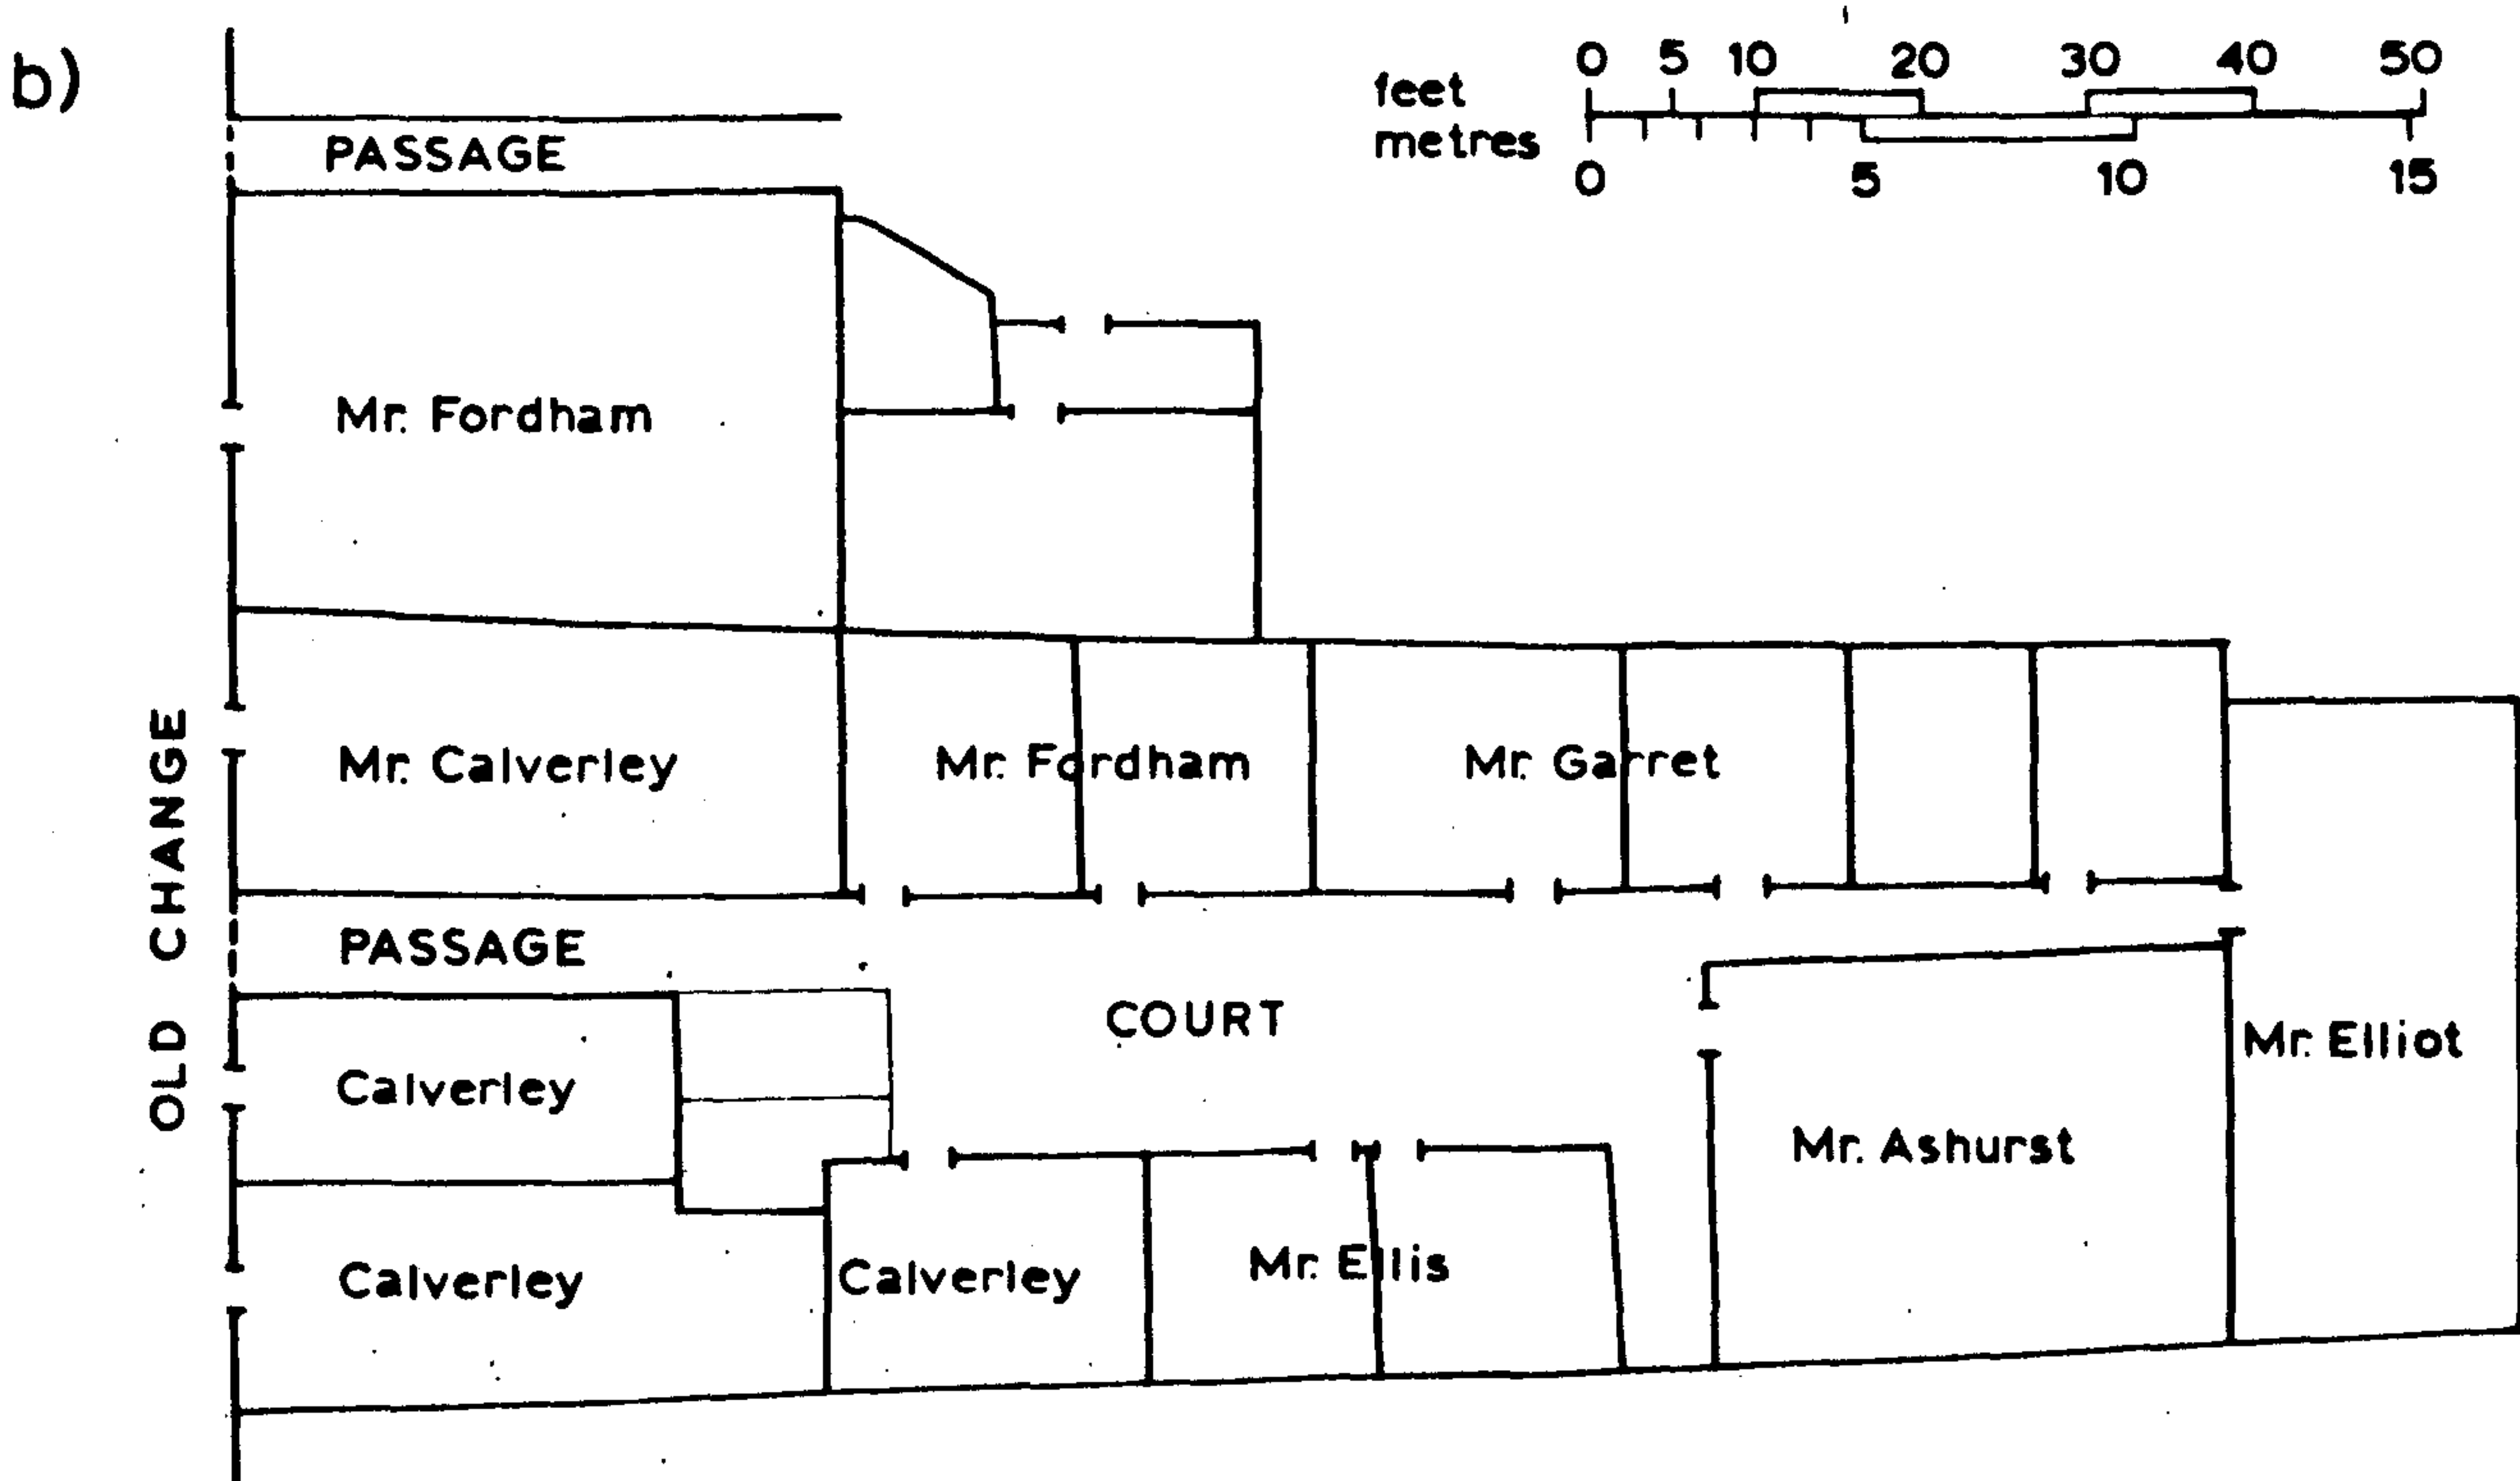 b)
0 5 10 20 30 40 50
feet
metres
0 5 10 15
PASSAGE
Mr. Fordham
OLD CHANGE
Mr. Calverley
Mr. Fordham
Mr. Garret
PASSAGE
COURT
Calverley
Mr. Elliot
Mr. Ashurst
Calverley
Calverley
Mr. Ellis